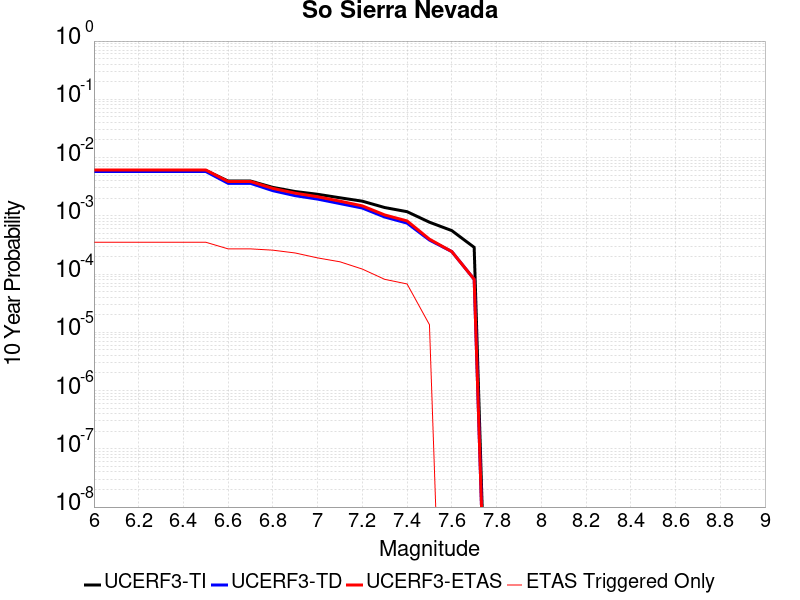 So Sierra Nevada
10^0
10^-1
10^-2
10^-3
10^-4
10^-5
10^-6
10^-7
10^-8
10 Year Probability
6 6.2 6.4 6.6 6.8 7 7.2 7.4 7.6 7.8 8 8.2 8.4 8.6 8.8 9
Magnitude
UCERF3-TI UCERF3-TD UCERF3-ETAS ETAS Triggered Only